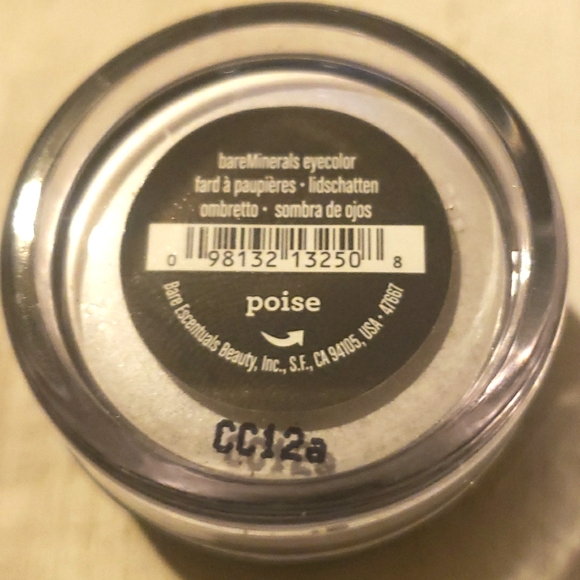 bareMinerals eyecolor
fard à paupières • lidschatten
ombretto • sombra de ojos
0 98132 13250 8
poise
Bare Escentuals Beauty, Inc., S.F., CA 94105, USA • 47667
CC12a